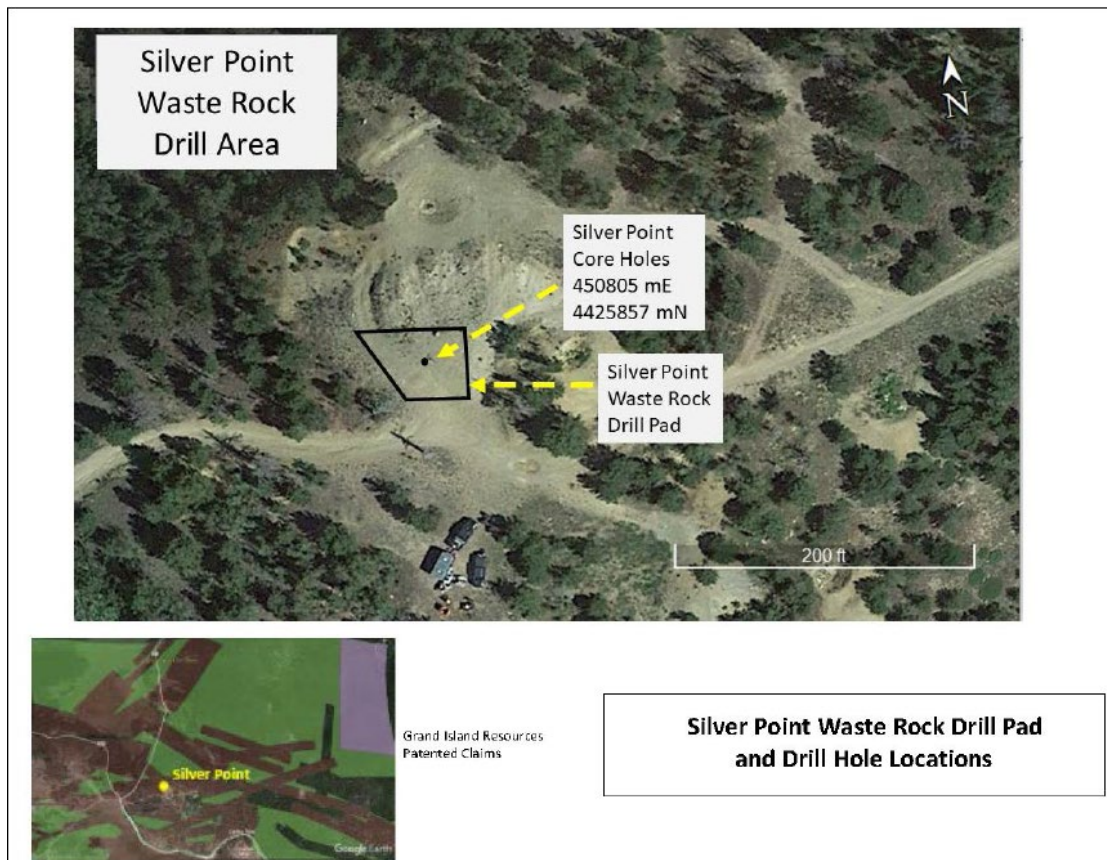 Silver Point
Waste Rock
Drill Area
N
Silver Point
Core Holes
450805 mE
4425857 mN
Silver Point
Waste Rock
Drill Pad
200 ft
Silver Point
Google Earth
Grand Island Resources
Patented Claims
Silver Point Waste Rock Drill Pad
and Drill Hole Locations